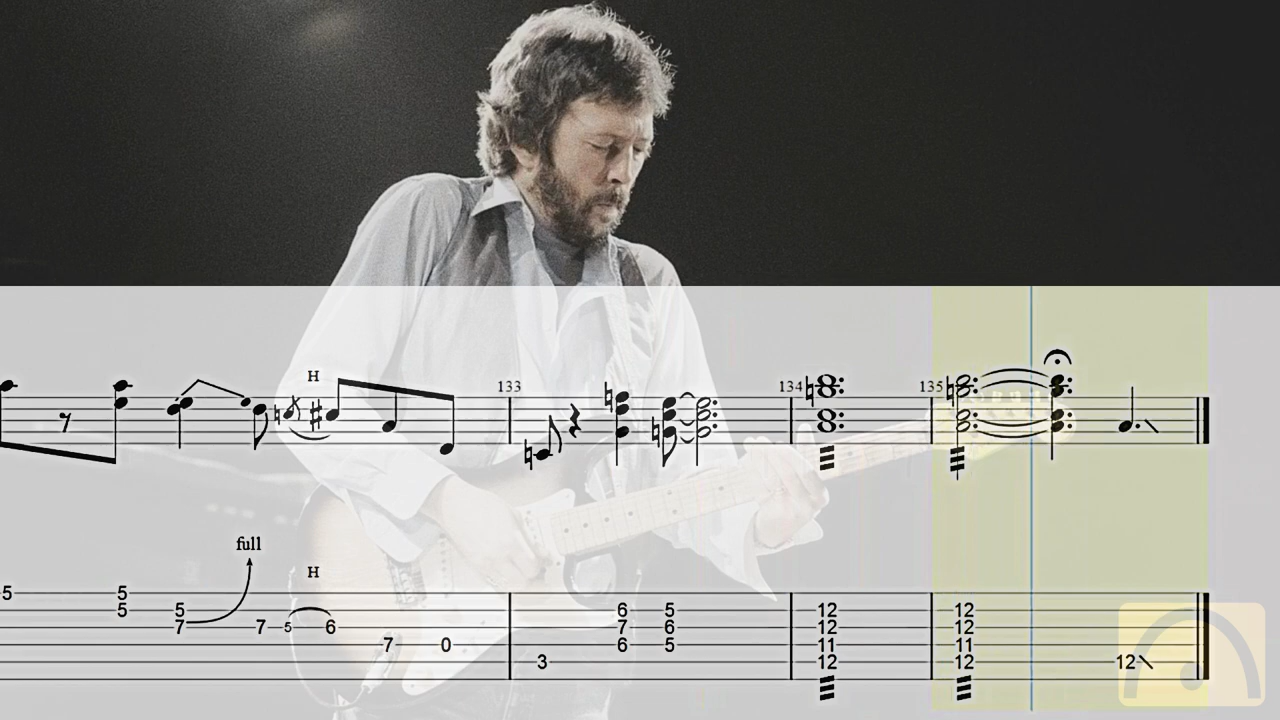 H
133 134 135
full
H
5 5 6 5 12 12
5 5 7 6 12 12
7 7 5 6 6 5 11 11
7 0 12 12
3 12